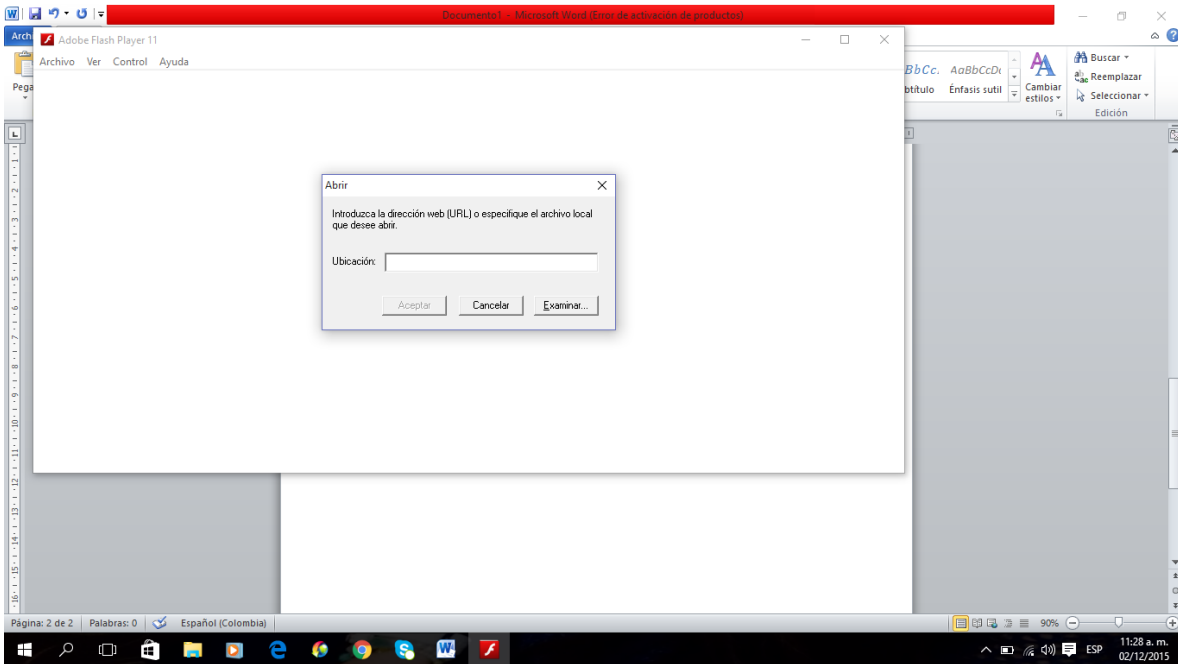 Documento1 - Microsoft Word (Error de activación de productos)
Adobe Flash Player 11
Archivo Ver Control Ayuda
Buscar
Reemplazar
Seleccionar
Edición
AaBbCcDc
btítulo Énfasis sutil
Cambiar
estilos
Abrir
Introduzca la dirección web (URL) o especifique el archivo local
que desee abrir.
Ubicación:
Aceptar Cancelar Examinar...
Página: 2 de 2 Palabras: 0 Español (Colombia) 90%
ESP
11:28 a. m.
02/12/2015